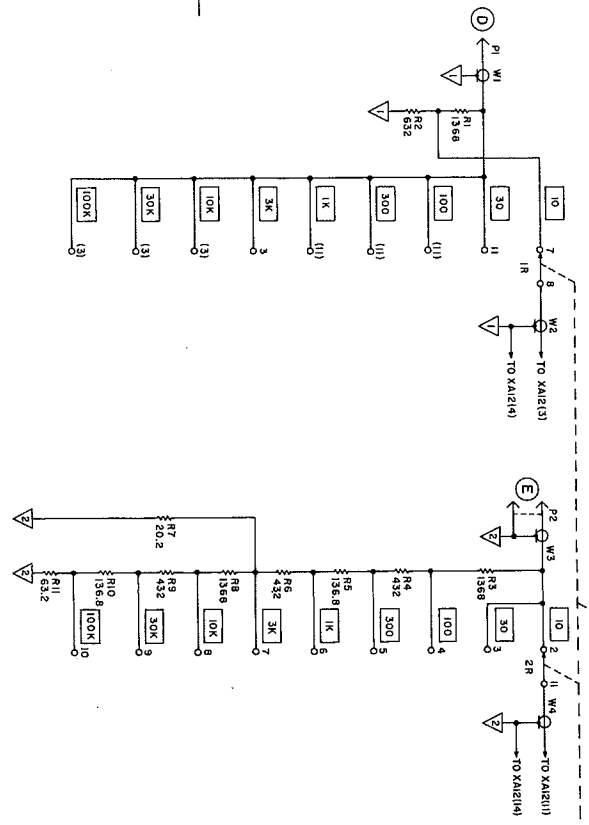 D
P1
W1
1
R1
1368
R2
632
1
10
7
1R
8
W2
1
TO XA12(3)
TO XA12(4)
30
11
100
(11)
300
(11)
1K
(11)
3K
3
10K
(3)
30K
(3)
100K
(3)
E
P2
W3
2
R3
1368
R4
432
R5
136.8
R6
432
R7
20.2
2
R8
1368
R9
432
R10
136.8
R11
63.2
2
10
2
2R
11
W4
2
TO XA12(11)
TO XA12(14)
30
3
100
4
300
5
1K
6
3K
7
10K
8
30K
9
100K
10